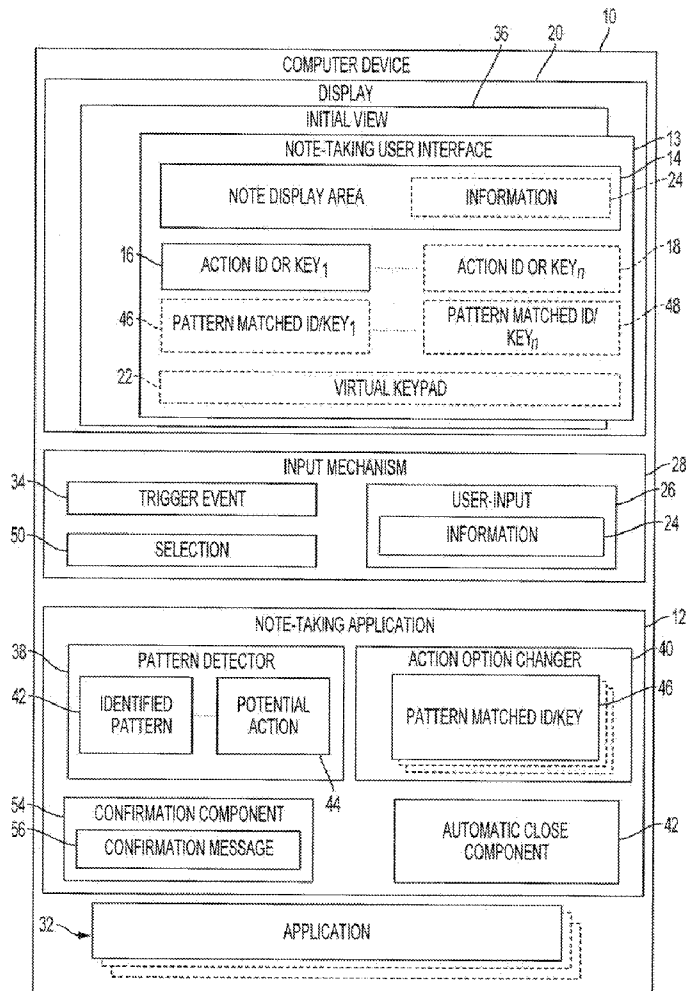 10
36
20
COMPUTER DEVICE
DISPLAY
INITIAL VIEW
13
NOTE-TAKING USER INTERFACE
14
24
NOTE DISPLAY AREA
INFORMATION
16
ACTION ID OR KEY1
ACTION ID OR KEYn
18
46
PATTERN MATCHED ID/KEY1
PATTERN MATCHED ID/
KEYn
48
22
VIRTUAL KEYPAD
INPUT MECHANISM
28
34
TRIGGER EVENT
USER-INPUT
26
INFORMATION
24
50
SELECTION
NOTE-TAKING APPLICATION
12
38
PATTERN DETECTOR
ACTION OPTION CHANGER
40
42
IDENTIFIED
PATTERN
POTENTIAL
ACTION
PATTERN MATCHED ID/KEY
46
44
54
CONFIRMATION COMPONENT
56
CONFIRMATION MESSAGE
AUTOMATIC CLOSE
COMPONENT
42
32
APPLICATION